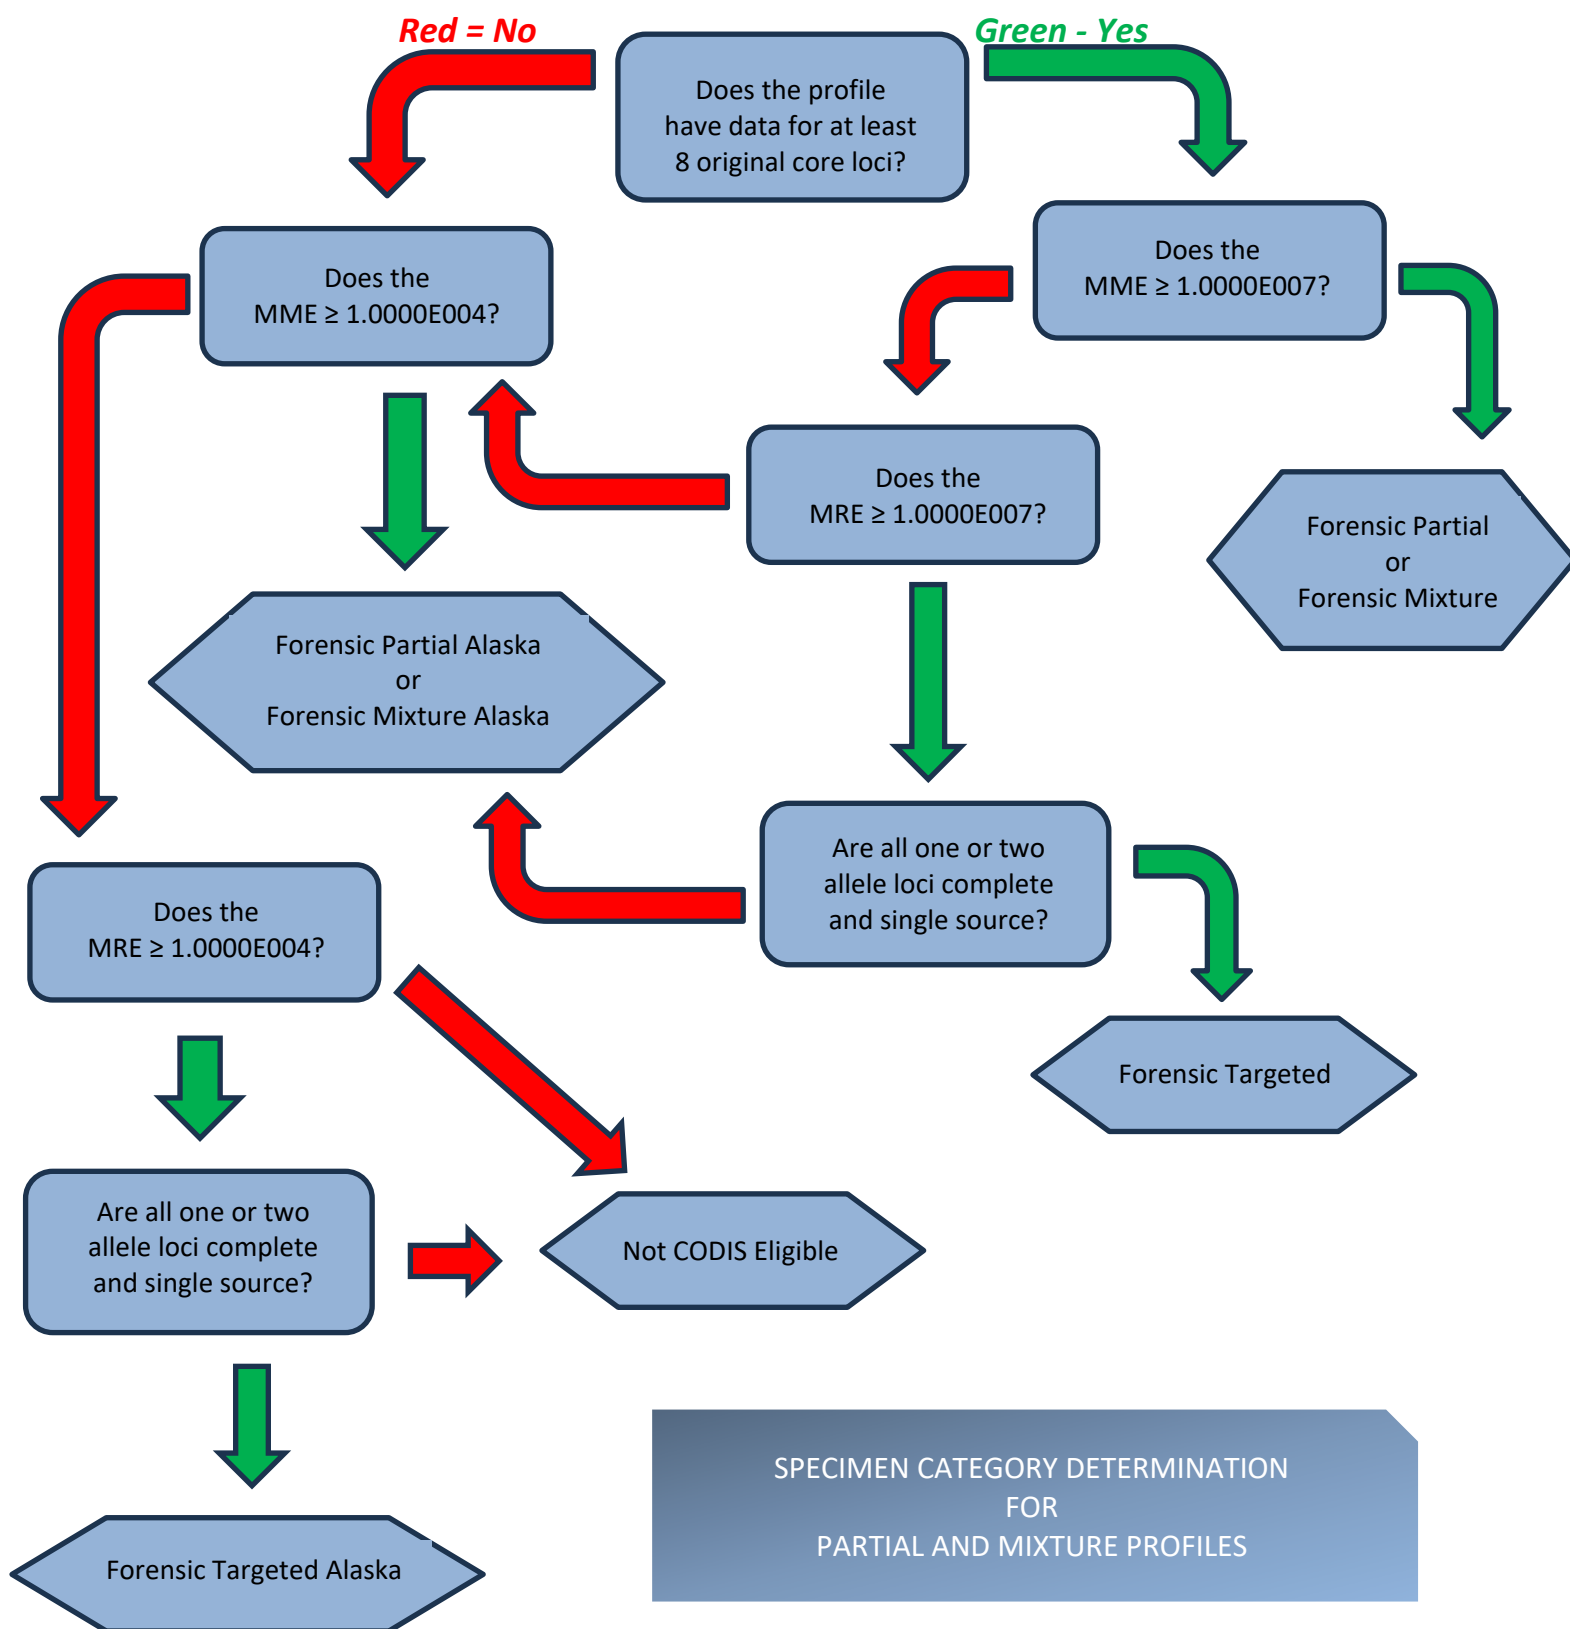 Red = No
Green - Yes
Does the profile
have data for at least
8 original core loci?
Does the
MME ≥ 1.0000E004?
Does the
MME ≥ 1.0000E007?
Does the
MRE ≥ 1.0000E007?
Forensic Partial
or
Forensic Mixture
Forensic Partial Alaska
or
Forensic Mixture Alaska
Are all one or two
allele loci complete
and single source?
Does the
MRE ≥ 1.0000E004?
Forensic Targeted
Are all one or two
allele loci complete
and single source?
Not CODIS Eligible
Forensic Targeted Alaska
SPECIMEN CATEGORY DETERMINATION
FOR
PARTIAL AND MIXTURE PROFILES